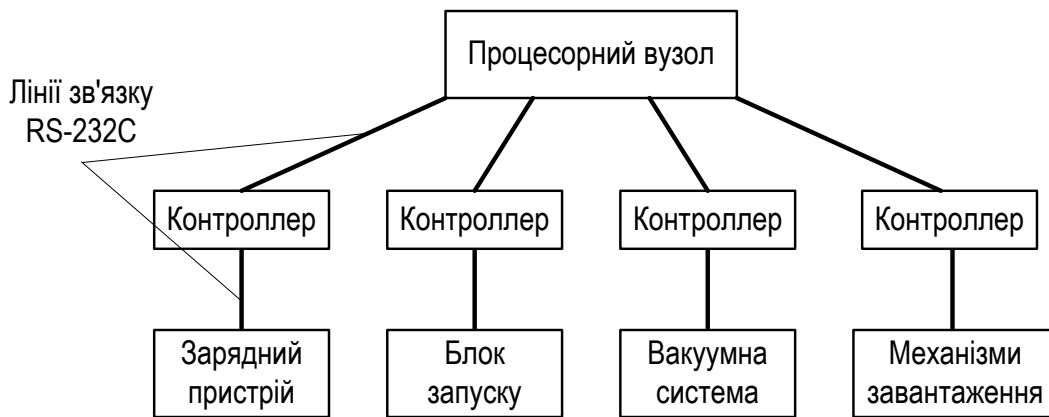 Процесорний вузол
Лінії зв'язку
RS-232C
Контроллер
Контроллер
Контроллер
Контроллер
Зарядний
пристрій
Блок
запуску
Вакуумна
система
Механізми
завантаження